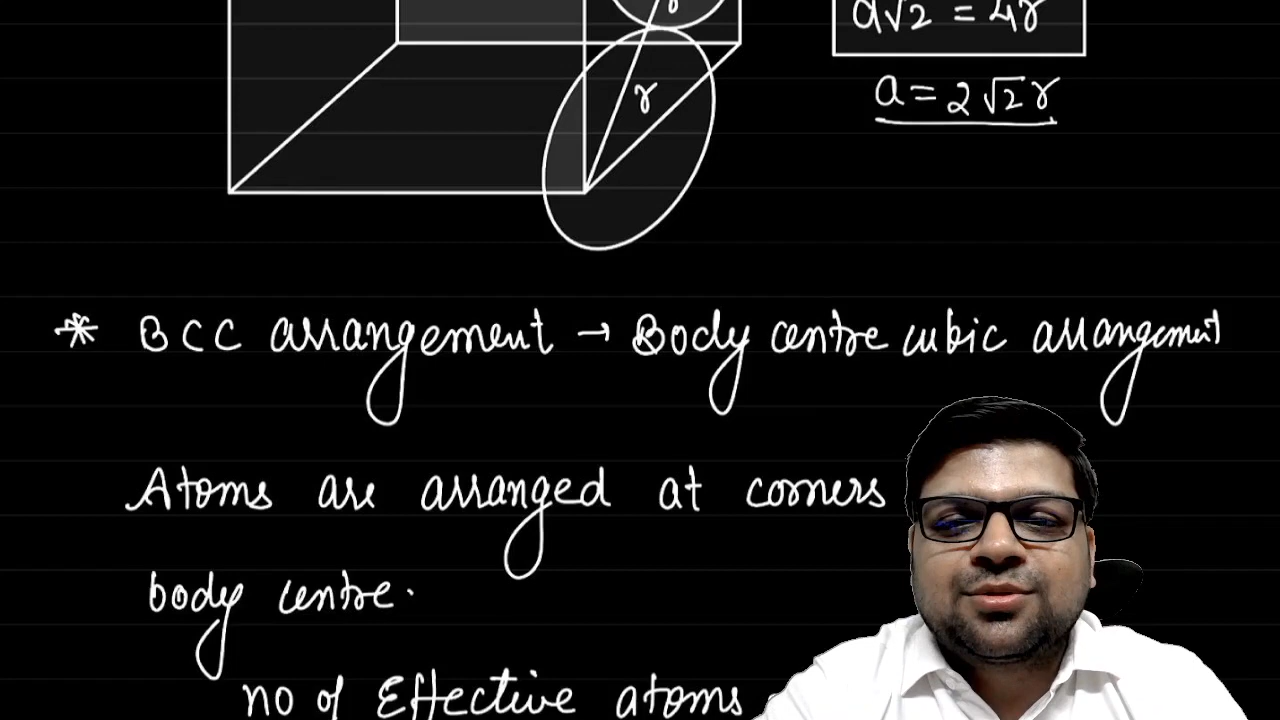 r
a√2 = 4r
r
a = 2√2 r
* BCC arrangement → Body centre cubic arrangement
Atoms are arranged at corners
body centre.
no of Effective atoms